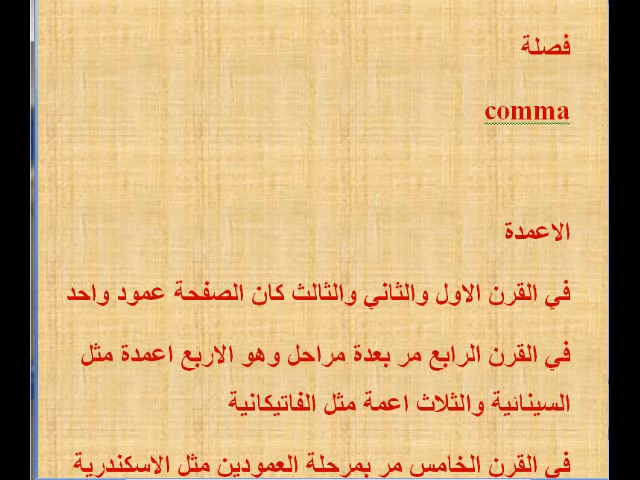 فصلة
comma
الاعمدة
في القرن الاول والثاني والثالث كان الصفحة عمود واحد
في القرن الرابع مر بعدة مراحل وهو الاربع اعمدة مثل
السينائية والثلاث اعمة مثل الفاتيكانية
في القرن الخامس مر بمرحلة العمودين مثل الاسكندرية